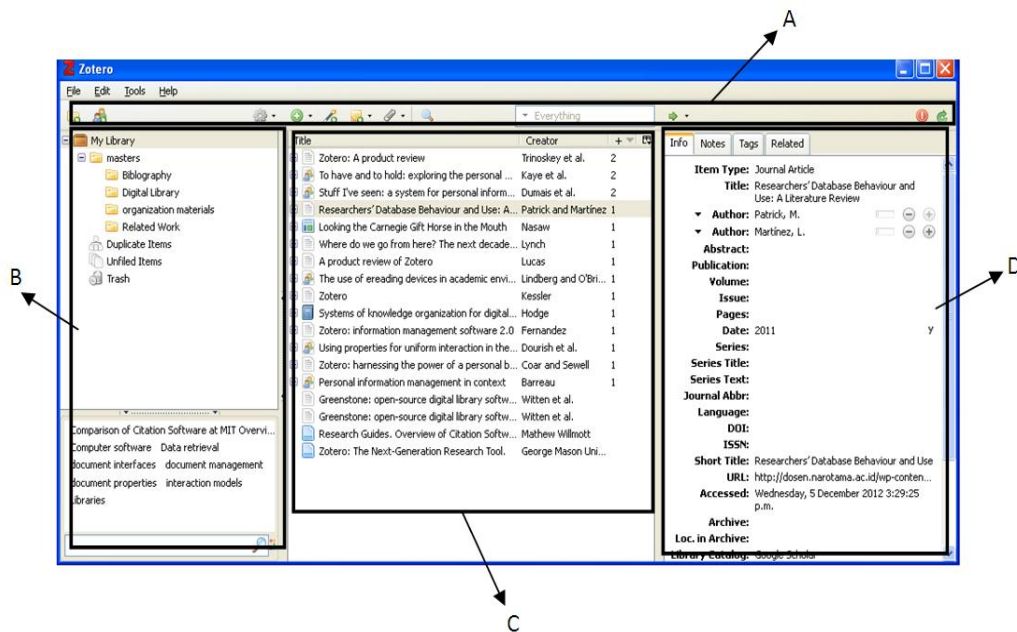 A
Zotero
File Edit Tools Help
Everything
My Library
masters
Biblography
Digital Library
organization materials
Related Work
Duplicate Items
Unfiled Items
Trash
B
Comparison of Citation Software at MIT Overvi...
Computer software Data retrieval
document interfaces document management
document properties interaction models
Libraries
Title Creator +
Zotero: A product review Trinoskey et al. 2
To have and to hold: exploring the personal ... Kaye et al. 2
Stuff I've seen: a system for personal inform... Dumais et al. 2
Researchers' Database Behaviour and Use: A... Patrick and Martínez 1
Looking the Carnegie Gift Horse in the Mouth Nasaw 1
Where do we go from here? The next decade... Lynch 1
A product review of Zotero Lucas 1
The use of ereading devices in academic envi... Lindberg and O'Bri... 1
Zotero Kessler 1
Systems of knowledge organization for digital... Hodge 1
Zotero: information management software 2.0 Fernandez 1
Using properties for uniform interaction in the... Dourish et al. 1
Zotero: harnessing the power of a personal b... Coar and Sewell 1
Personal information management in context Barreau 1
Greenstone: open-source digital library softw... Witten et al.
Greenstone: open-source digital library softw... Witten et al.
Research Guides. Overview of Citation Softw... Mathew Willmott
Zotero: The Next-Generation Research Tool. George Mason Uni...
C
Info Notes Tags Related
Item Type: Journal Article
Title: Researchers' Database Behaviour and
Use: A Literature Review
Author: Patrick, M.
Author: Martínez, L.
Abstract:
Publication:
Volume:
Issue:
Pages:
Date: 2011 y
Series:
Series Title:
Series Text:
Journal Abbr:
Language:
DOI:
ISSN:
Short Title: Researchers' Database Behaviour and Use
URL: http://dosen.narotama.ac.id/wp-conten...
Accessed: Wednesday, 5 December 2012 3:29:25
p.m.
Archive:
Loc. in Archive:
Library Catalog: Google Scholar
D